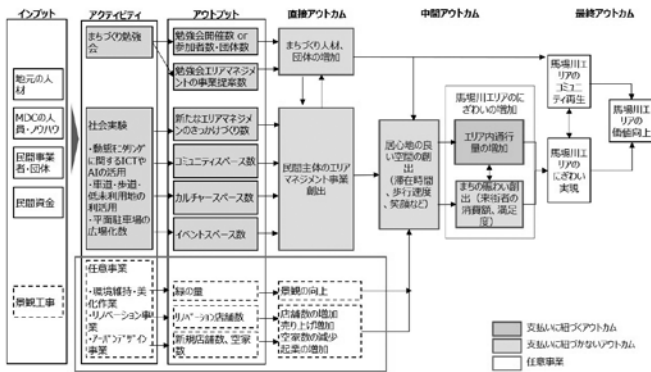 インプット
アクティビティ
アウトプット
直接アウトカム
中間アウトカム
最終アウトカム
地元の人
材
MDCの人
員・ノウハウ
民間事業
者・団体
民間資金
景観工事
まちづくり勉強
会
社会実験
・動態モニタリング
に関するICTや
AIの活用
・車道・歩道・
低未利用地の
利活用
・平面駐車場の
広場化数
任意事業
・環境維持・美
化作業
・リノベーション事
業
・アーバンデザイン
事業
勉強会開催数 or
参加者数・団体数
勉強会エリアマネジメ
ントの事業提案数
新たなエリアマネジメ
ントのきっかけづくり数
コミュニティスペース数
カルチャースペース数
イベントスペース数
緑の量
リノベーション店舗数
新規店舗数、空家
数
まちづくり人材、
団体の増加
民間主体のエリア
マネジメント事業
創出
景観の向上
店舗数の増加
売り上げ増加
空家数の減少
起業の増加
居心地の良
い空間の創
出
（滞在時間、
歩行速度、
笑顔など）
馬場川エリアのに
ぎわいの増加
エリア内通行
量の増加
まちの賑わい創
出（来街者の
消費額、満足
度）
馬場川エ
リアのコ
ミュニ
ティ再生
馬場川エ
リアの
にぎわい
実現
馬場川エ
リアの
価値向上
支払いに紐づくアウトカム
支払いに紐づかないアウトカム
任意事業